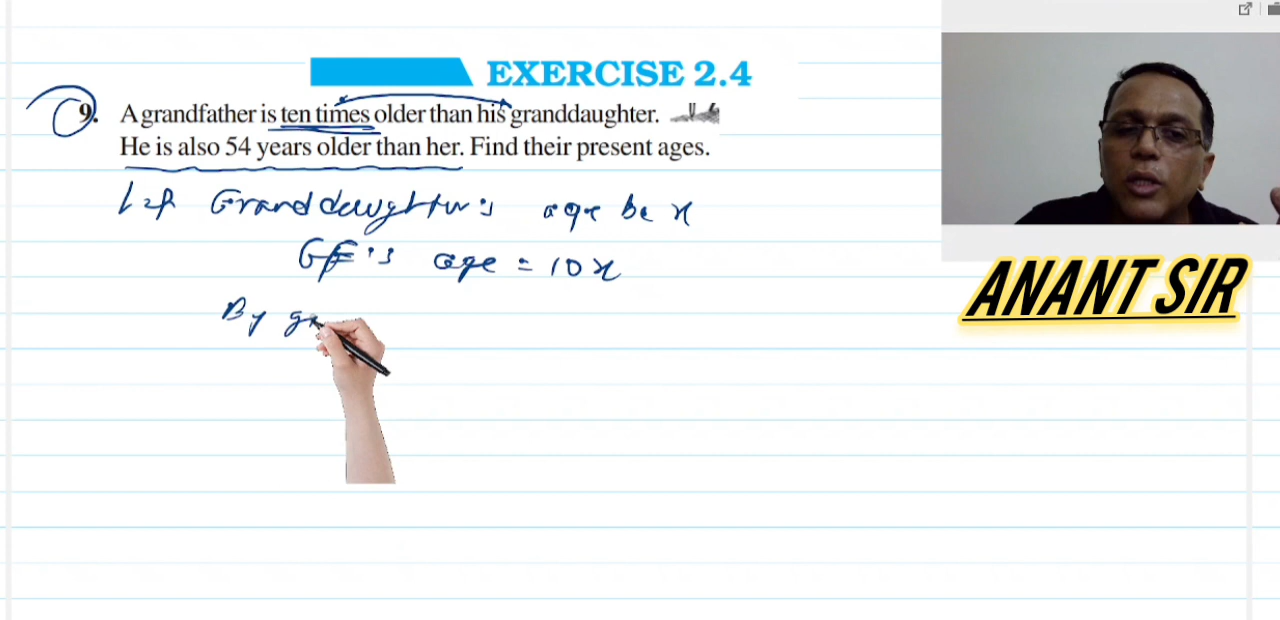 EXERCISE 2.4
9. A grandfather is ten times older than his granddaughter.
He is also 54 years older than her. Find their present ages.
Let Granddaughter's age be x
GF's age = 10x
By
ANANT SIR